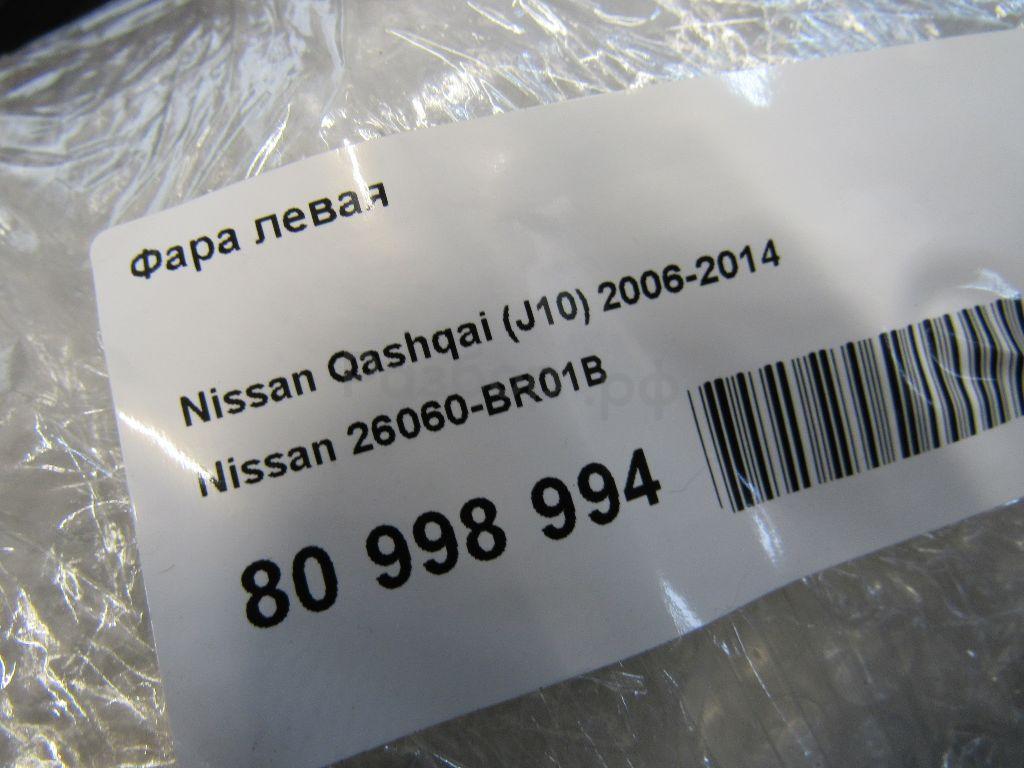 Фара левая
Nissan Qashqai (J10) 2006-2014
Nissan 26060-BR01B
80 998 994